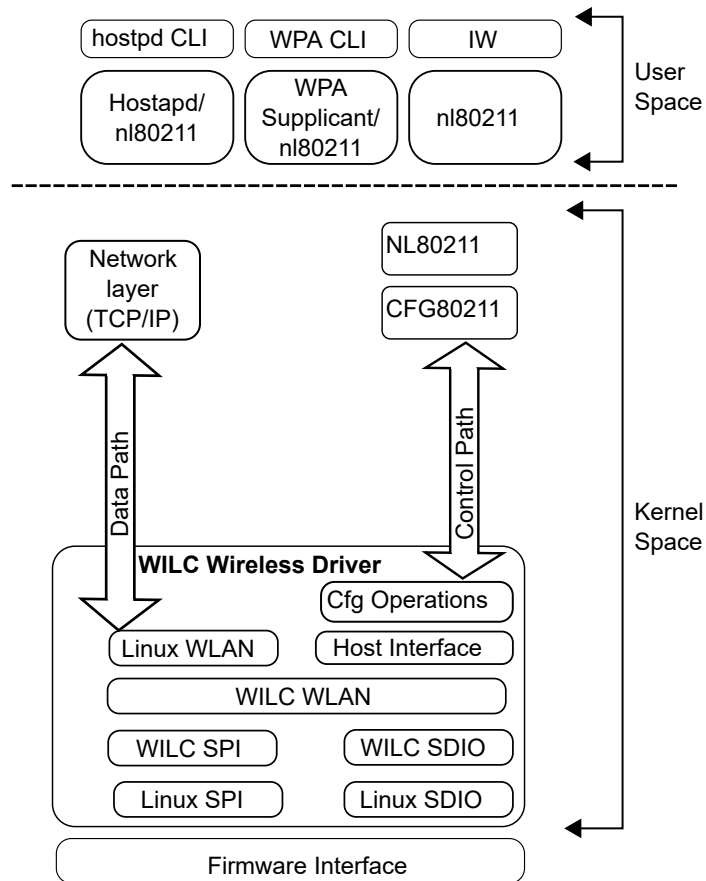 hostpd CLI
WPA CLI
IW
User
Space
Hostapd/
nl80211
WPA
Supplicant/
nl80211
nl80211
Network
layer
(TCP/IP)
NL80211
CFG80211
Data Path
Control Path
Kernel
Space
WILC Wireless Driver
Cfg Operations
Linux WLAN
Host Interface
WILC WLAN
WILC SPI
WILC SDIO
Linux SPI
Linux SDIO
Firmware Interface